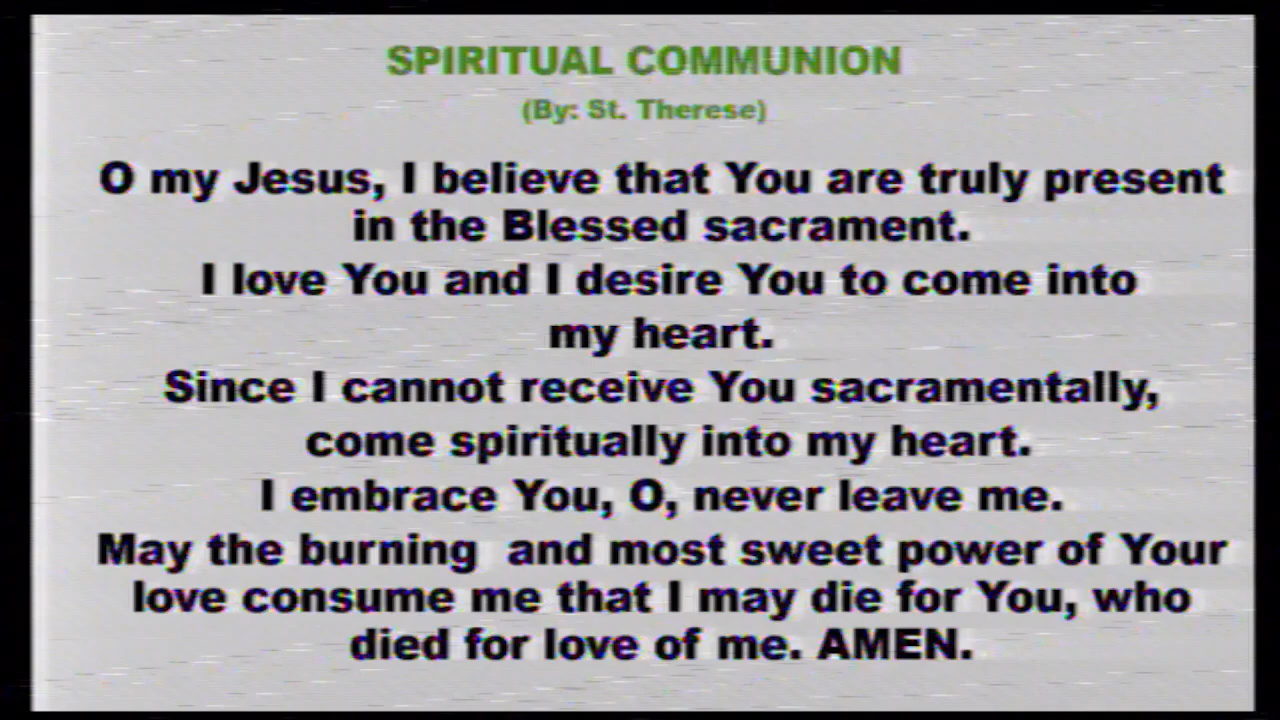 SPIRITUAL COMMUNION
(By: St. Therese)
O my Jesus, I believe that You are truly present
in the Blessed sacrament.
I love You and I desire You to come into
my heart.
Since I cannot receive You sacramentally,
come spiritually into my heart.
I embrace You, O, never leave me.
May the burning  and most sweet power of Your
love consume me that I may die for You, who
died for love of me. AMEN.